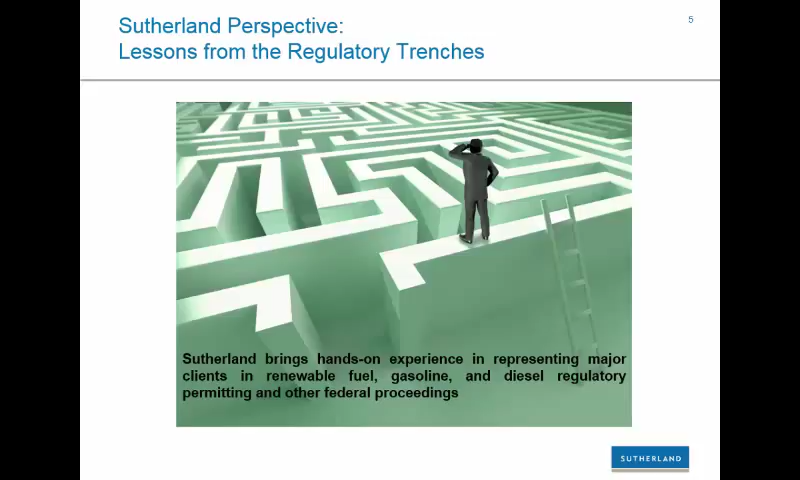 5
Sutherland Perspective:
Lessons from the Regulatory Trenches
Sutherland brings hands-on experience in representing major
clients in renewable fuel, gasoline, and diesel regulatory
permitting and other federal proceedings
SUTHERLAND